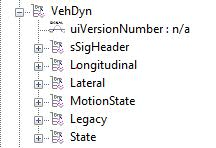 VehDyn
uiVersionNumber : n/a
sSigHeader
Longitudinal
Lateral
MotionState
Legacy
State